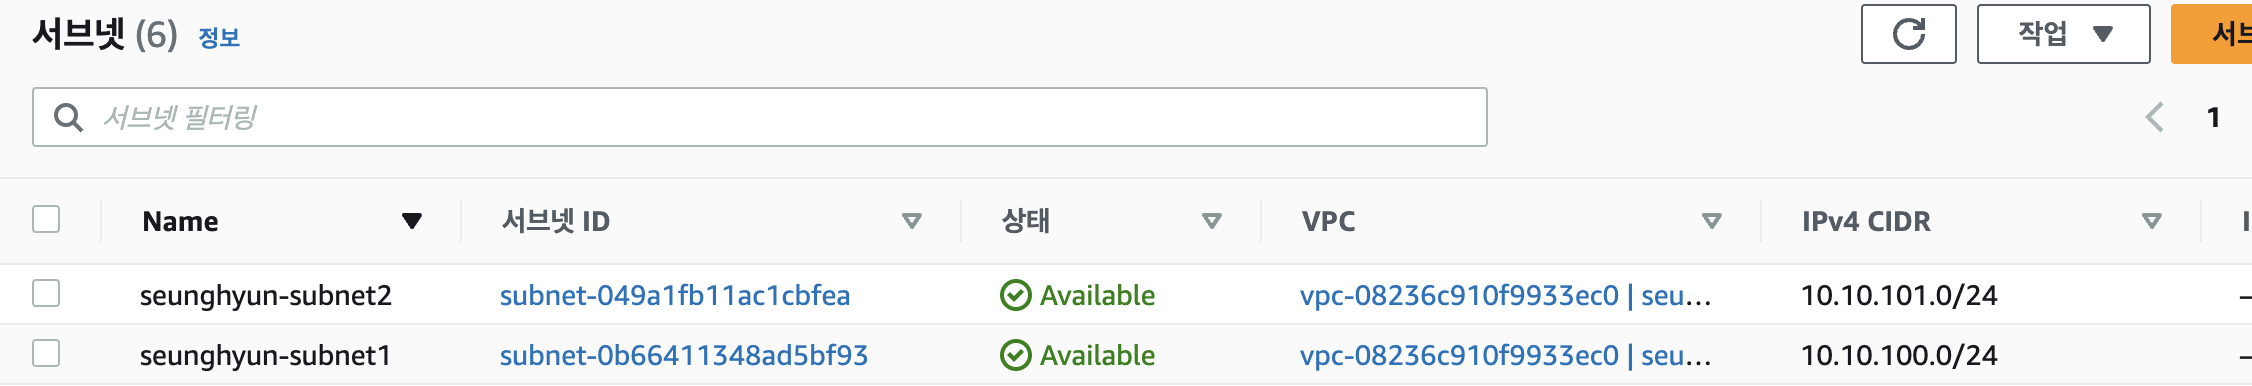 서브넷 (6) 정보
작업 서브
서브넷 필터링
1
Name 서브넷 ID 상태 VPC IPv4 CIDR
seunghyun-subnet2 subnet-049a1fb11ac1cbfea Available vpc-08236c910f9933ec0 | seu... 10.10.101.0/24 –
seunghyun-subnet1 subnet-0b66411348ad5bf93 Available vpc-08236c910f9933ec0 | seu... 10.10.100.0/24 –